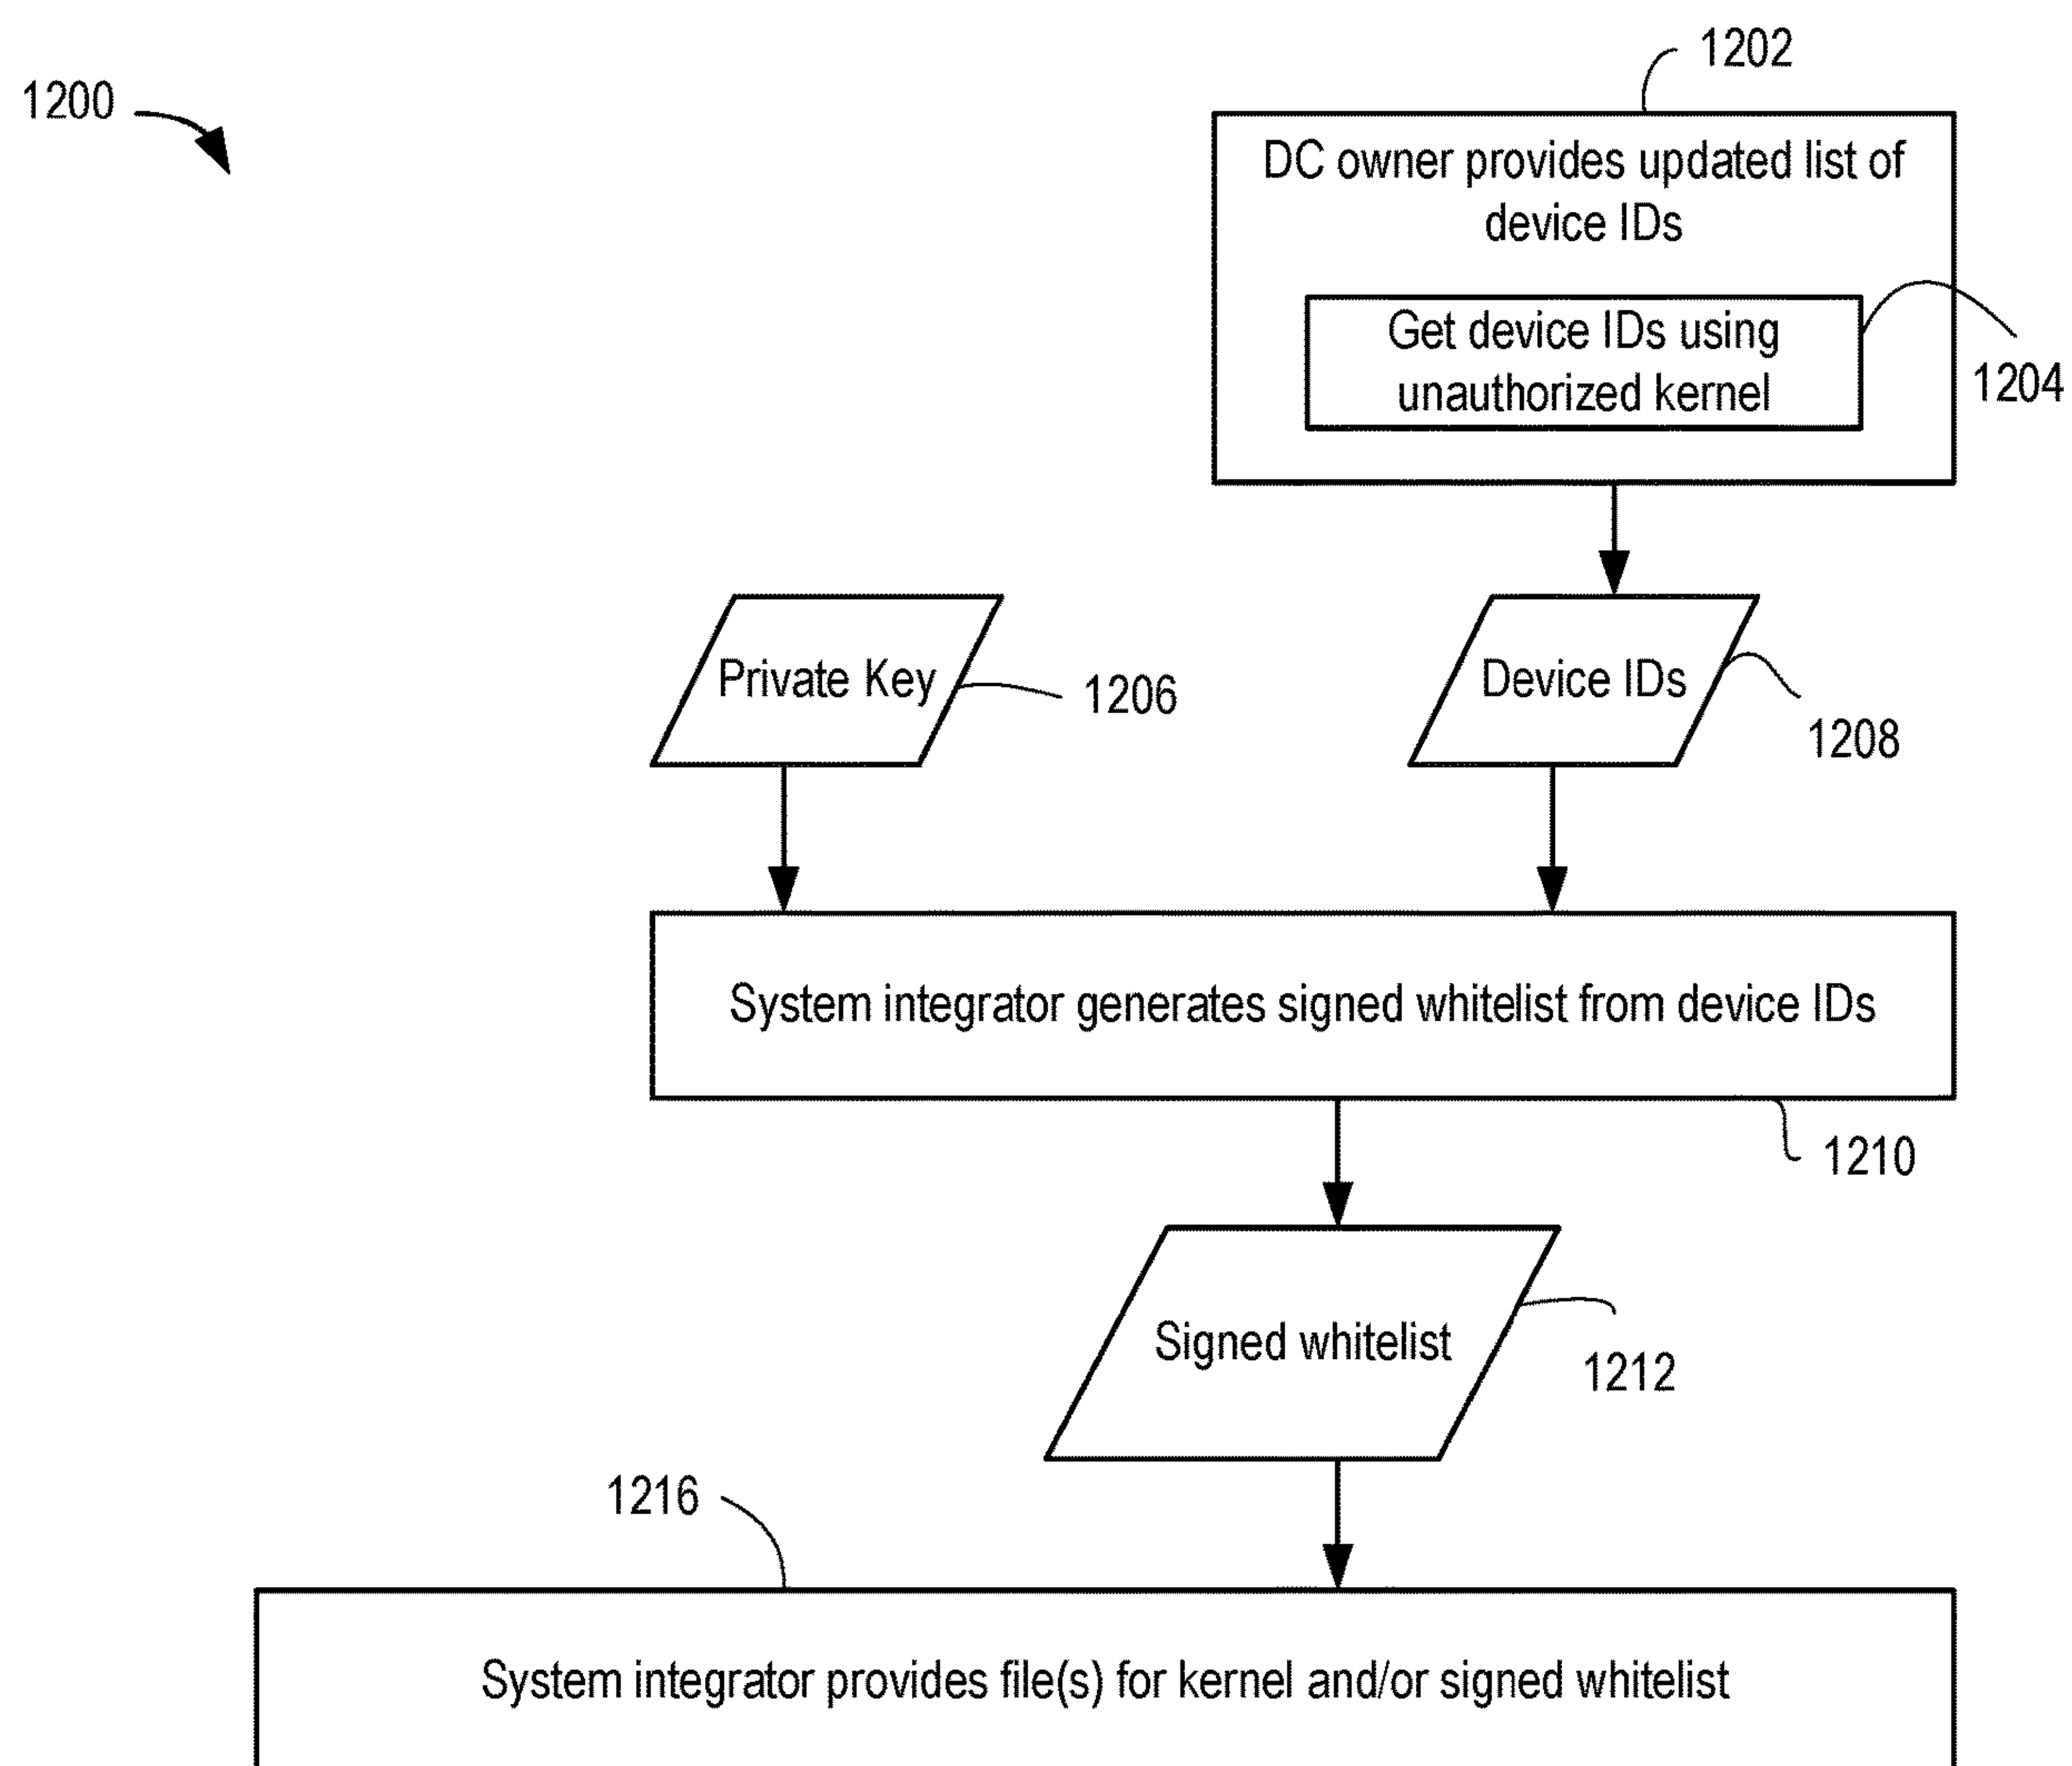 1202
1200
DC owner provides updated list of
device IDs
Get device IDs using
unauthorized kernel
1204
Private Key
1206
Device IDs
1208
System integrator generates signed whitelist from device IDs
1210
Signed whitelist
1212
1216
System integrator provides file(s) for kernel and/or signed whitelist